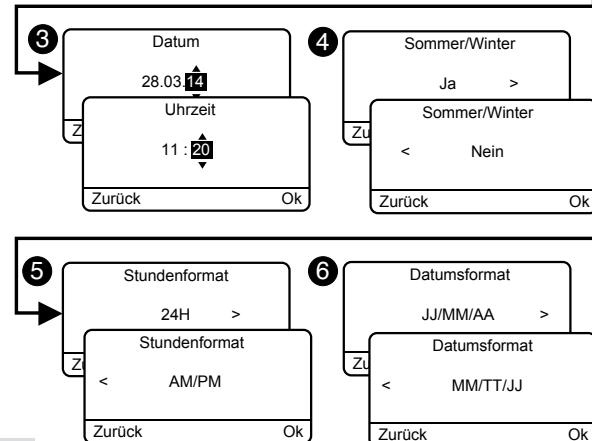 3
Datum
28.03.14
Uhrzeit
11 : 20
Zurück Ok
4
Sommer/Winter
Ja >
Zu
Sommer/Winter
< Nein
Zurück Ok
5
Stundenformat
24H >
Stundenformat
< AM/PM
Zurück Ok
6
Datumsformat
JJ/MM/AA >
Zu
Datumsformat
< MM/TT/JJ
Zurück Ok